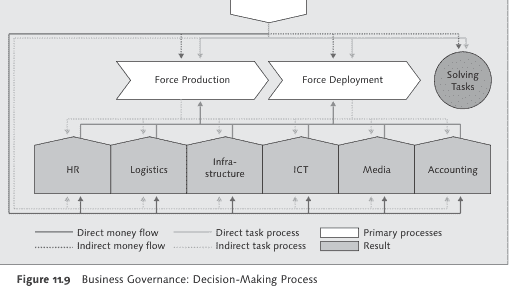 Force Production
Force Deployment
Solving
Tasks
HR
Logistics
Infra-
structure
ICT
Media
Accounting
Direct money flow
Direct task process
Primary processes
Indirect money flow
Indirect task process
Result
Figure 11.9 Business Governance: Decision-Making Process